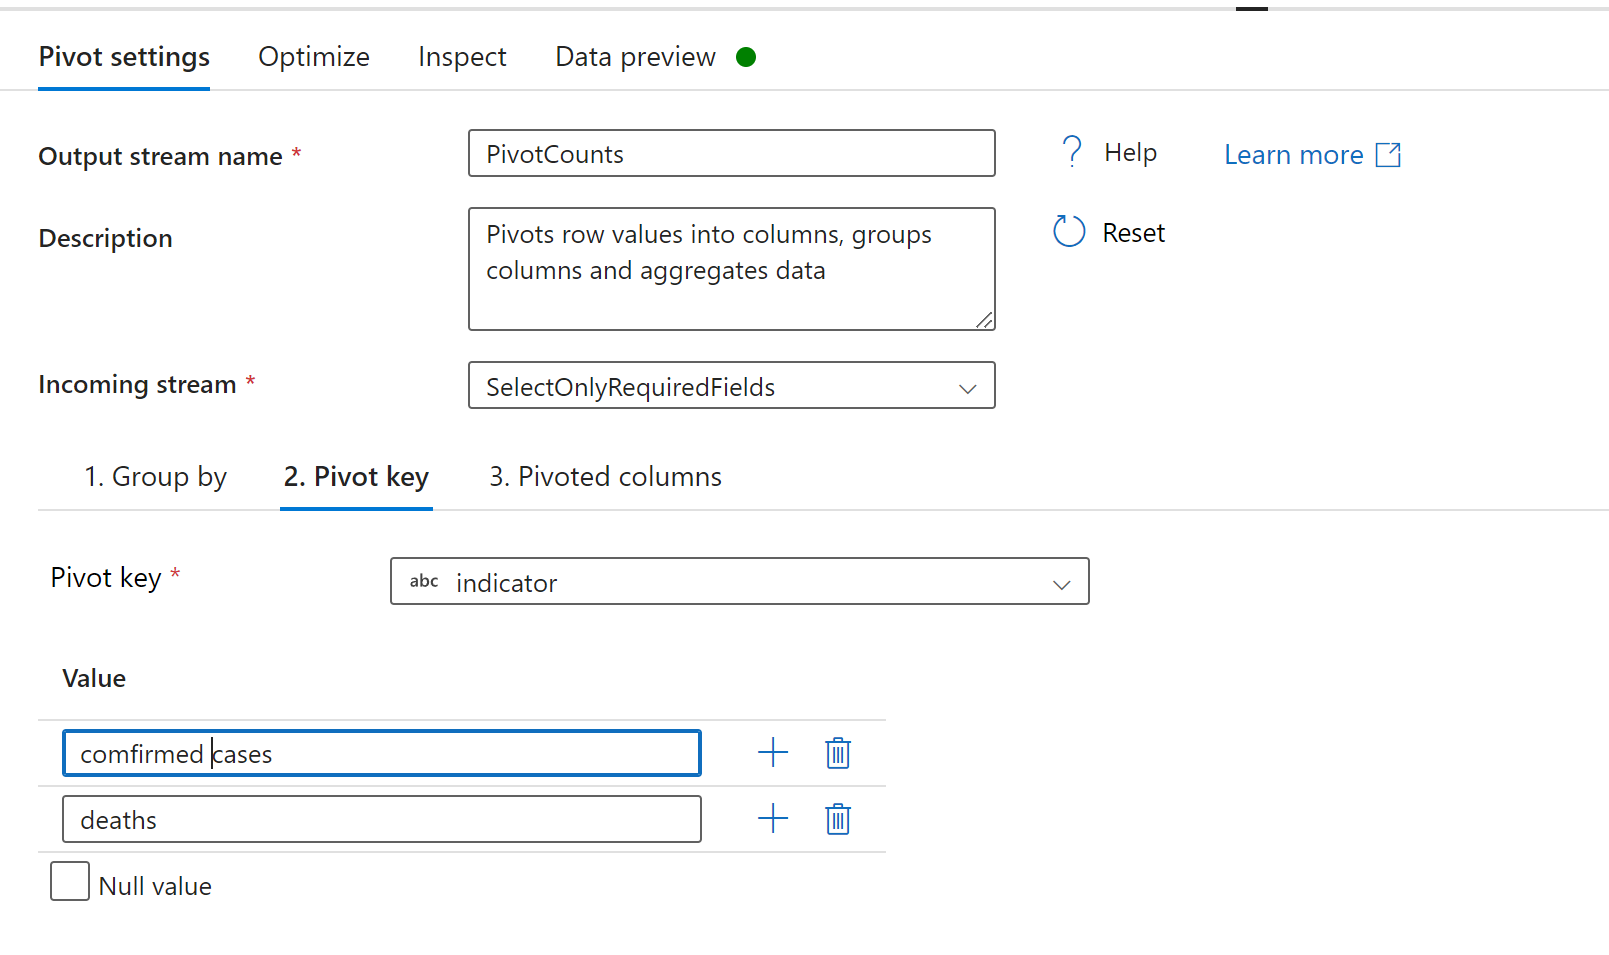 Pivot settings Optimize Inspect Data preview
Output stream name * PivotCounts Help Learn more
Description Pivots row values into columns, groups
columns and aggregates data
Reset
Incoming stream * SelectOnlyRequiredFields
1. Group by 2. Pivot key 3. Pivoted columns
Pivot key * abc indicator
Value
comfirmed cases
deaths
Null value